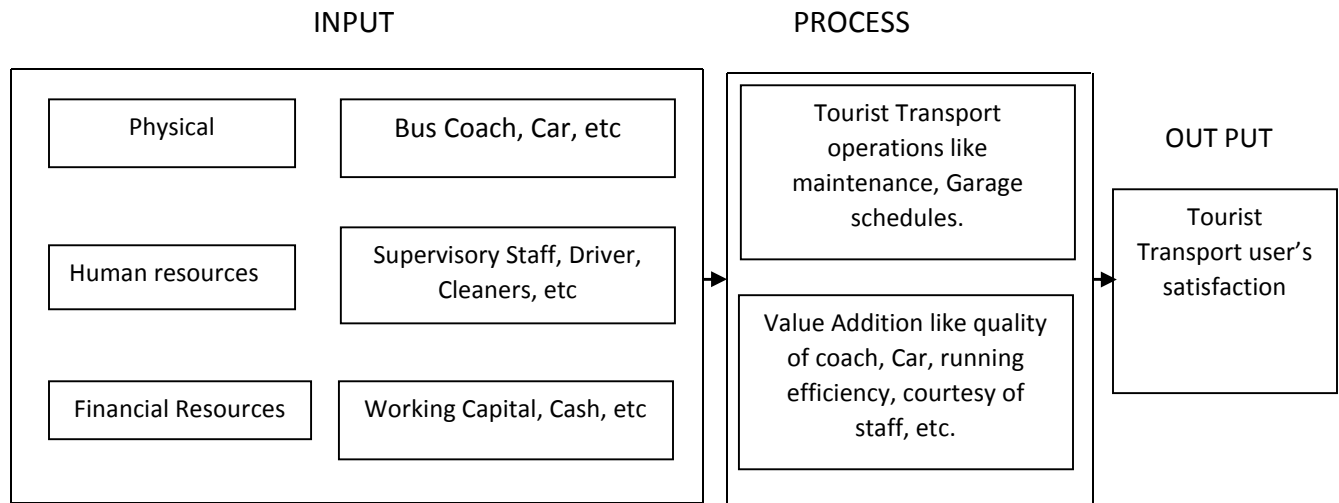 INPUT
PROCESS
Physical
Bus Coach, Car, etc
Human resources
Supervisory Staff, Driver,
Cleaners, etc
Financial Resources
Working Capital, Cash, etc
Tourist Transport
operations like
maintenance, Garage
schedules.
Value Addition like quality
of coach, Car, running
efficiency, courtesy of
staff, etc.
OUT PUT
Tourist
Transport user’s
satisfaction